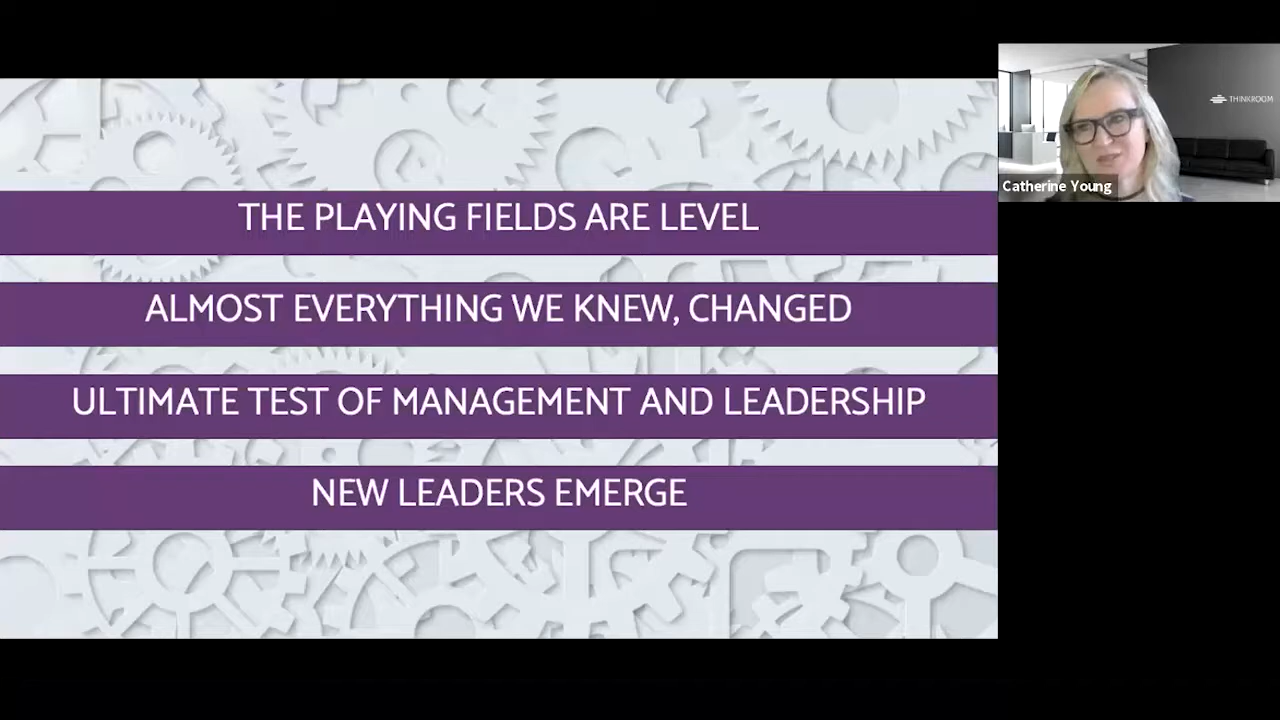 THE PLAYING FIELDS ARE LEVEL
ALMOST EVERYTHING WE KNEW, CHANGED
ULTIMATE TEST OF MANAGEMENT AND LEADERSHIP
NEW LEADERS EMERGE
THINKROOM
Catherine Young